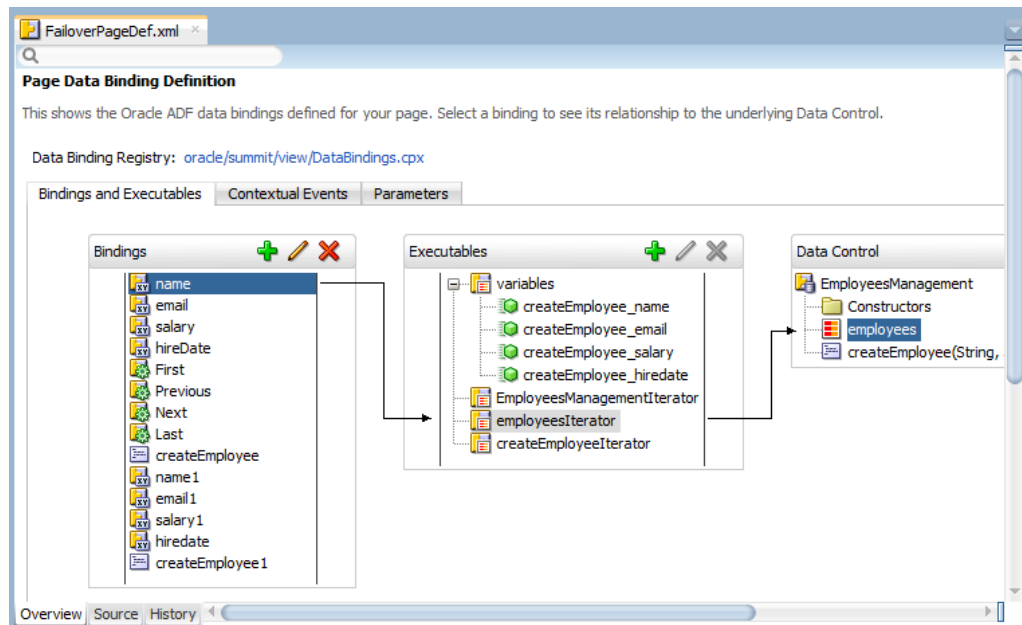 FailoverPageDef.xml
Page Data Binding Definition
This shows the Oracle ADF data bindings defined for your page. Select a binding to see its relationship to the underlying Data Control.
Data Binding Registry: oracle/summit/view/DataBindings.cpx
Bindings and Executables Contextual Events Parameters
Bindings
name
email
salary
hireDate
First
Previous
Next
Last
createEmployee
name1
email1
salary1
hiredate
createEmployee1
Executables
variables
createEmployee_name
createEmployee_email
createEmployee_salary
createEmployee_hiredate
EmployeesManagementIterator
employeesIterator
createEmployeeIterator
Data Control
EmployeesManagement
Constructors
employees
createEmployee(String,
Overview Source History